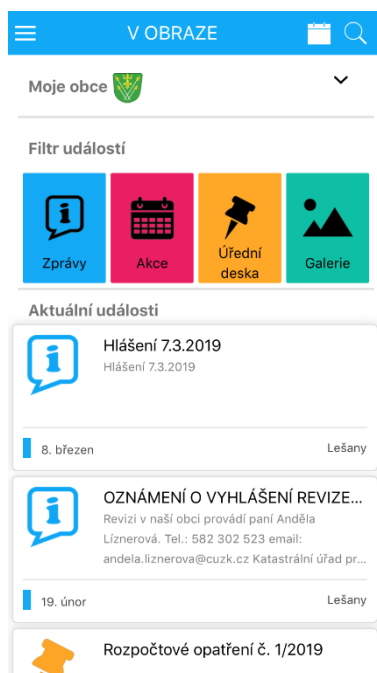 V OBRAZE
Moje obce
Filtr událostí
Zprávy
Akce
Úřední
deska
Galerie
Aktuální události
Hlášení 7.3.2019
Hlášení 7.3.2019
8. březen
Lešany
OZNÁMENÍ O VYHLÁŠENÍ REVIZE...
Revizi v naší obci provádí paní Anděla
Líznerová. Tel.: 582 302 523 email:
andela.liznerova@cuzk.cz Katastrální úřad pr...
19. únor
Lešany
Rozpočtové opatření č. 1/2019